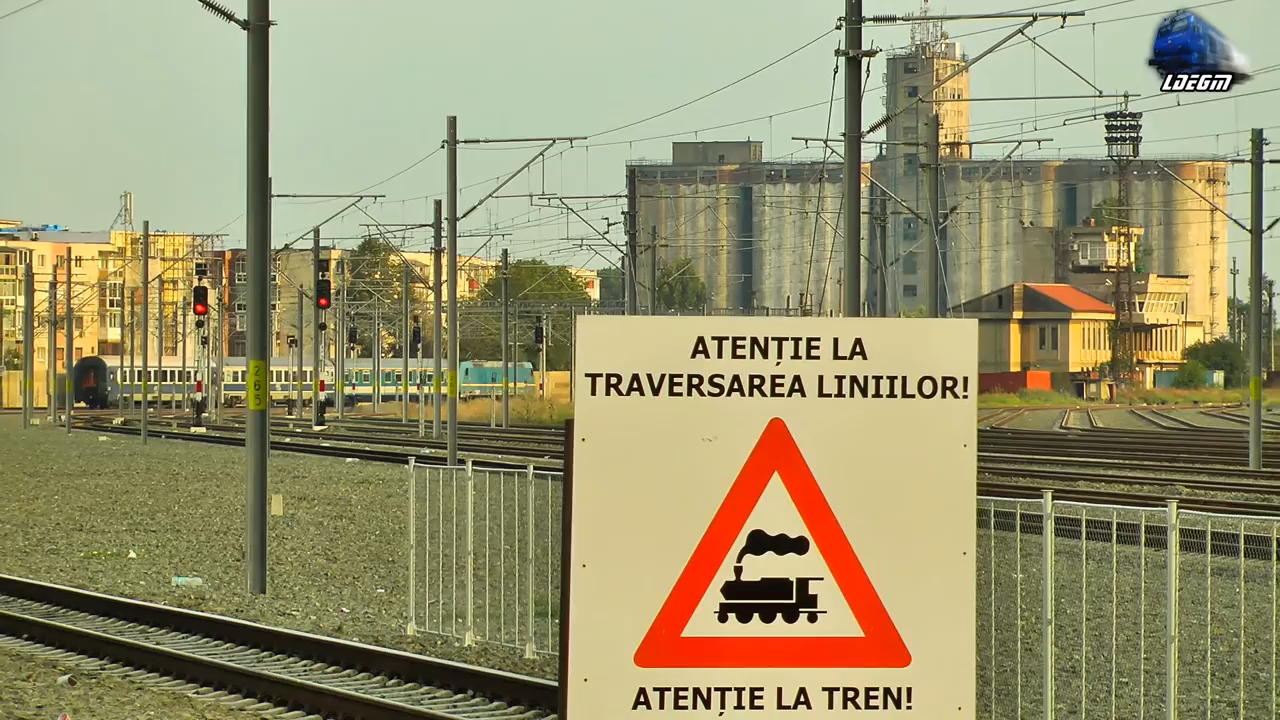 LDEGM
ATENȚIE LA
TRAVERSAREA LINIILOR!
ATENȚIE LA TREN!
265